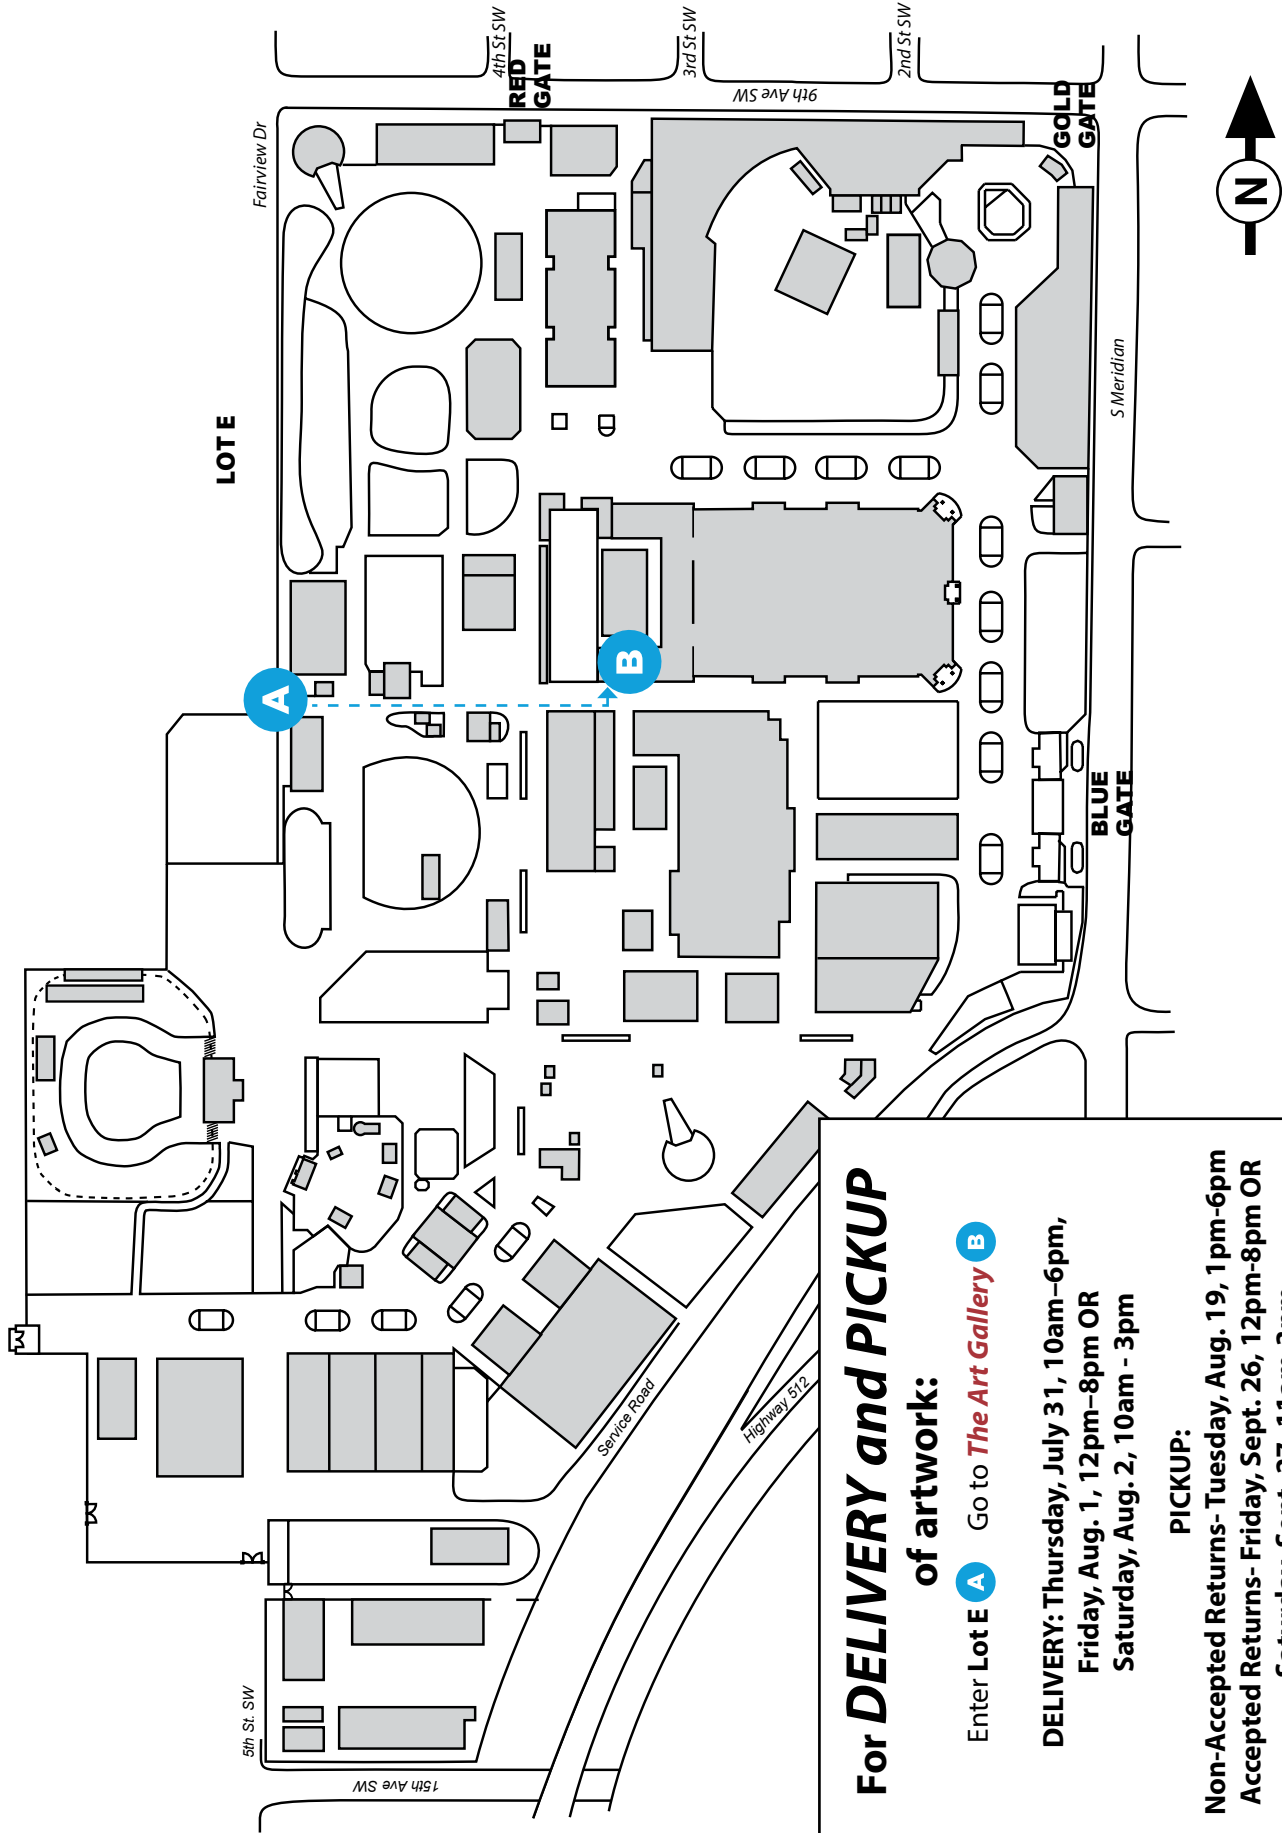 4th St SW
3rd St SW
2nd St SW
RED
GATE
9th Ave SW
GOLD
GATE
Fairview Dr
N
LOT E
S Meridian
A
B
BLUE
GATE
Service Road
Highway 512
5th St. SW
15th Ave SW
For DELIVERY and PICKUP
of artwork:
Enter Lot E A Go to The Art Gallery B
DELIVERY: Thursday, July 31, 10am–6pm,
Friday, Aug. 1, 12pm–8pm OR
Saturday, Aug. 2, 10am - 3pm
PICKUP:
Non-Accepted Returns- Tuesday, Aug. 19, 1pm-6pm
Accepted Returns- Friday, Sept. 26, 12pm-8pm OR